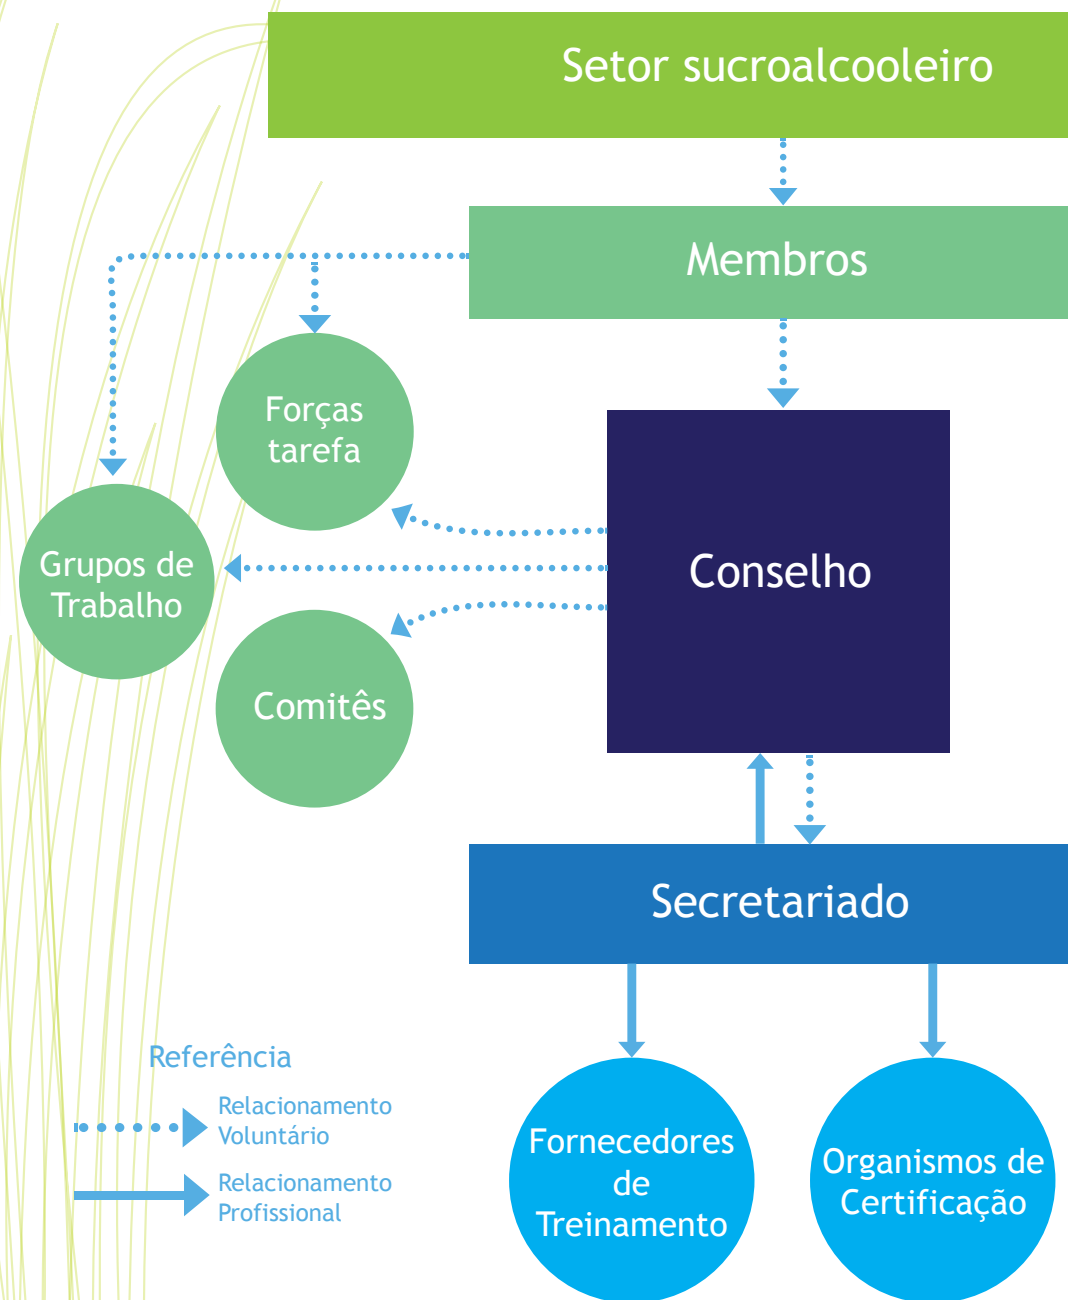 Setor sucroalcooleiro
Membros
Forças
tarefa
Grupos de
Trabalho
Conselho
Comitês
Secretariado
Referência
Relacionamento
Voluntário
Relacionamento
Profissional
Fornecedores
de
Treinamento
Organismos de
Certificação